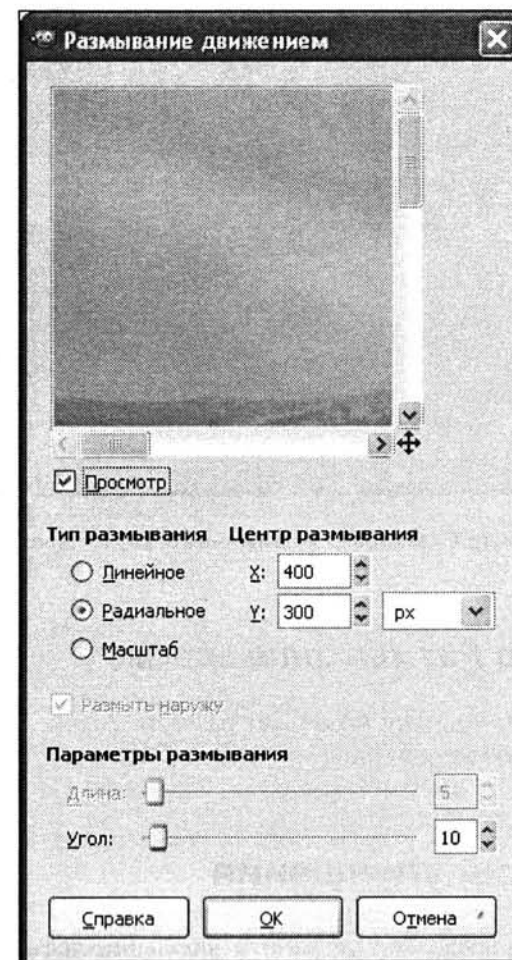 Размывание движением
Просмотр
Тип размывания Центр размывания
Линейное X: 400
Радиальное Y: 300 px
Масштаб
Размыть наружу
Параметры размывания
Длина: 5
Угол: 10
Справка OK Отмена